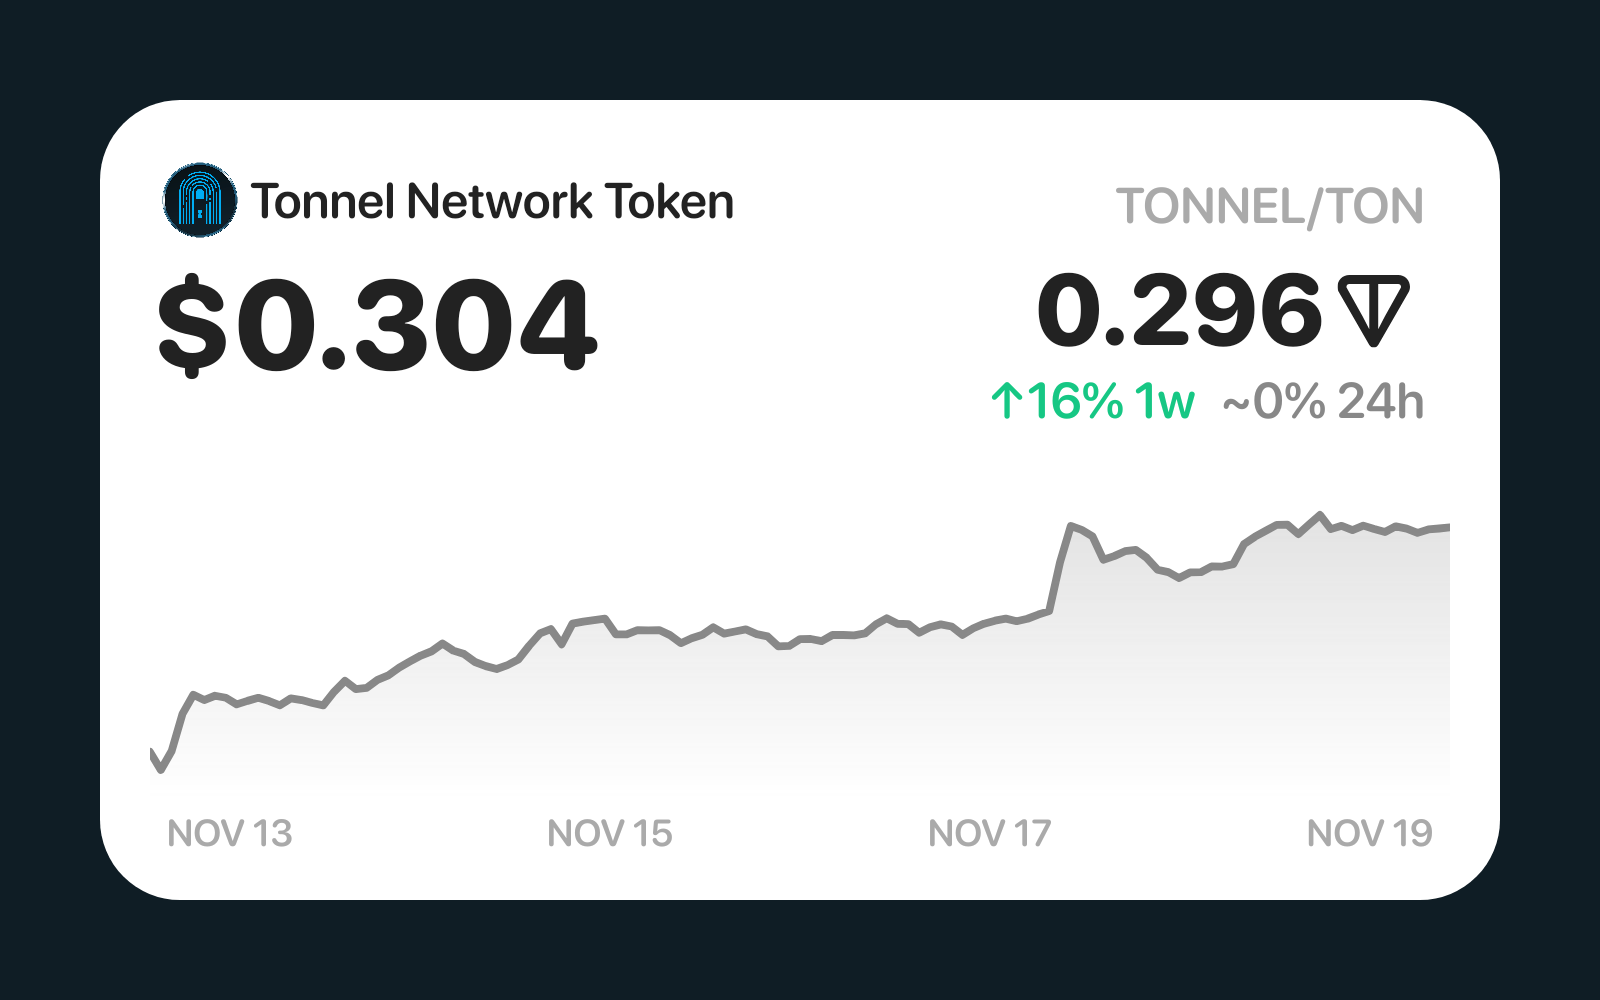 Tonnel Network Token
TONNEL/TON
$0.304
0.296
↑16% 1w ~0% 24h
NOV 13 NOV 15 NOV 17 NOV 19